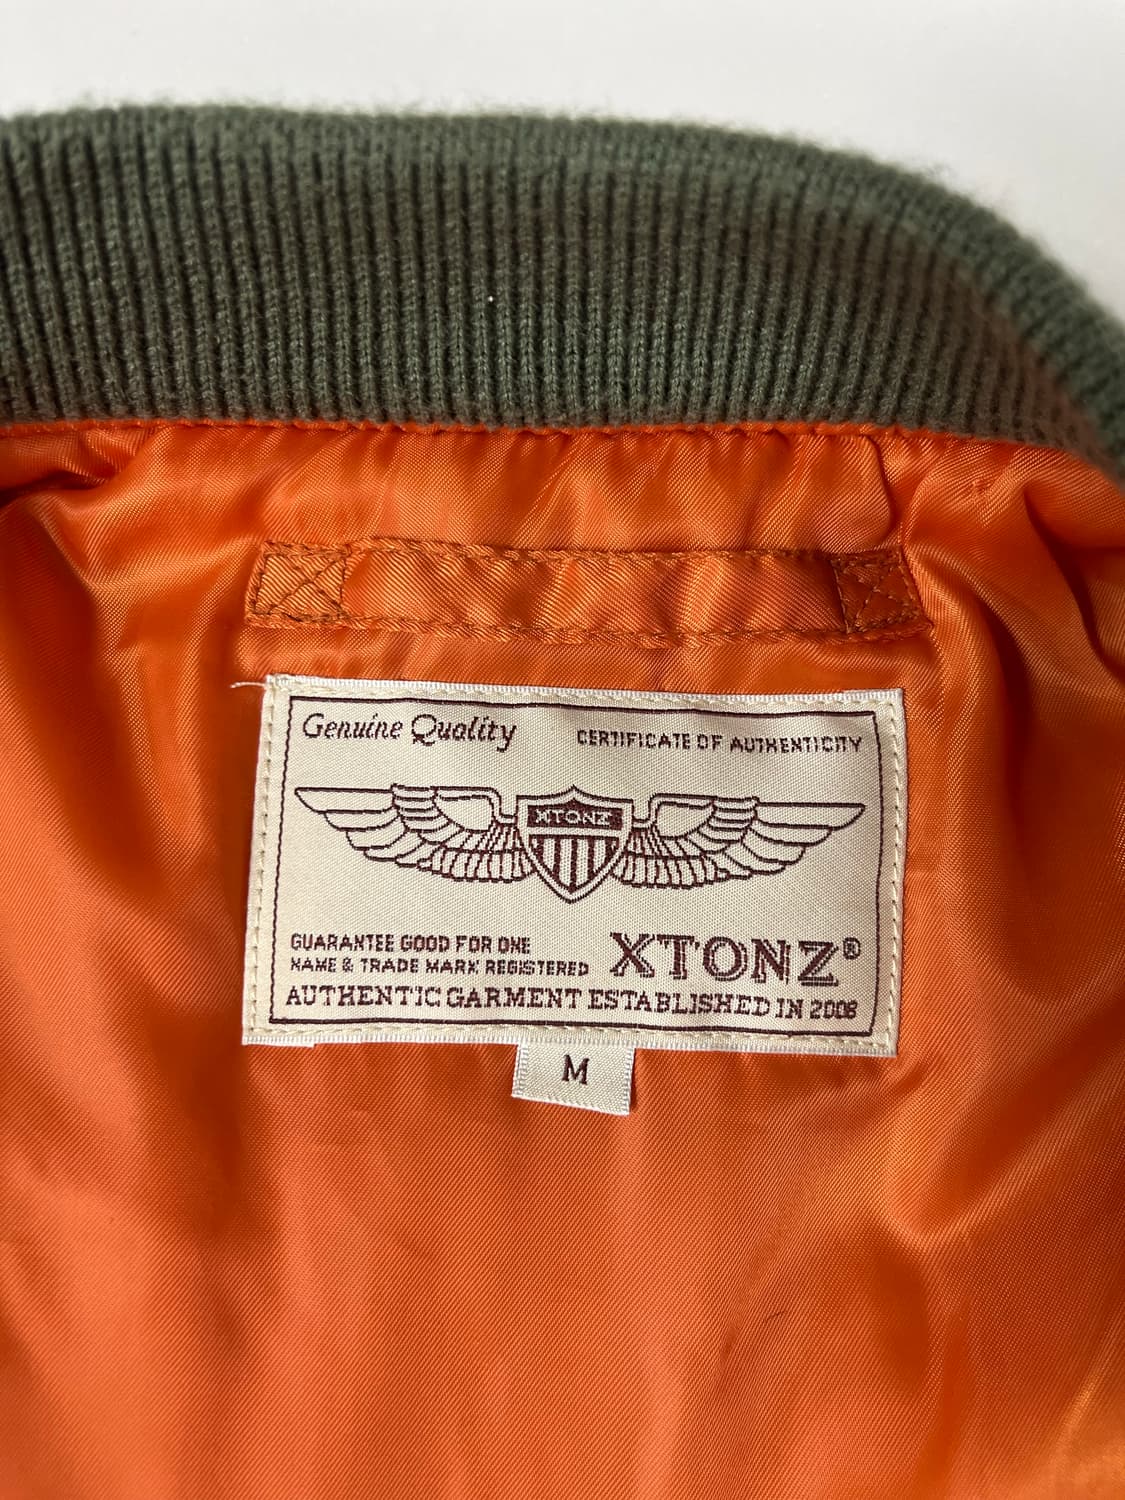 Genuine Quality
CERTIFICATE OF AUTHENTICITY
XTONZ
GUARANTEE GOOD FOR ONE
NAME & TRADE MARK REGISTERED
XTONZ®
AUTHENTIC GARMENT ESTABLISHED IN 2008
M